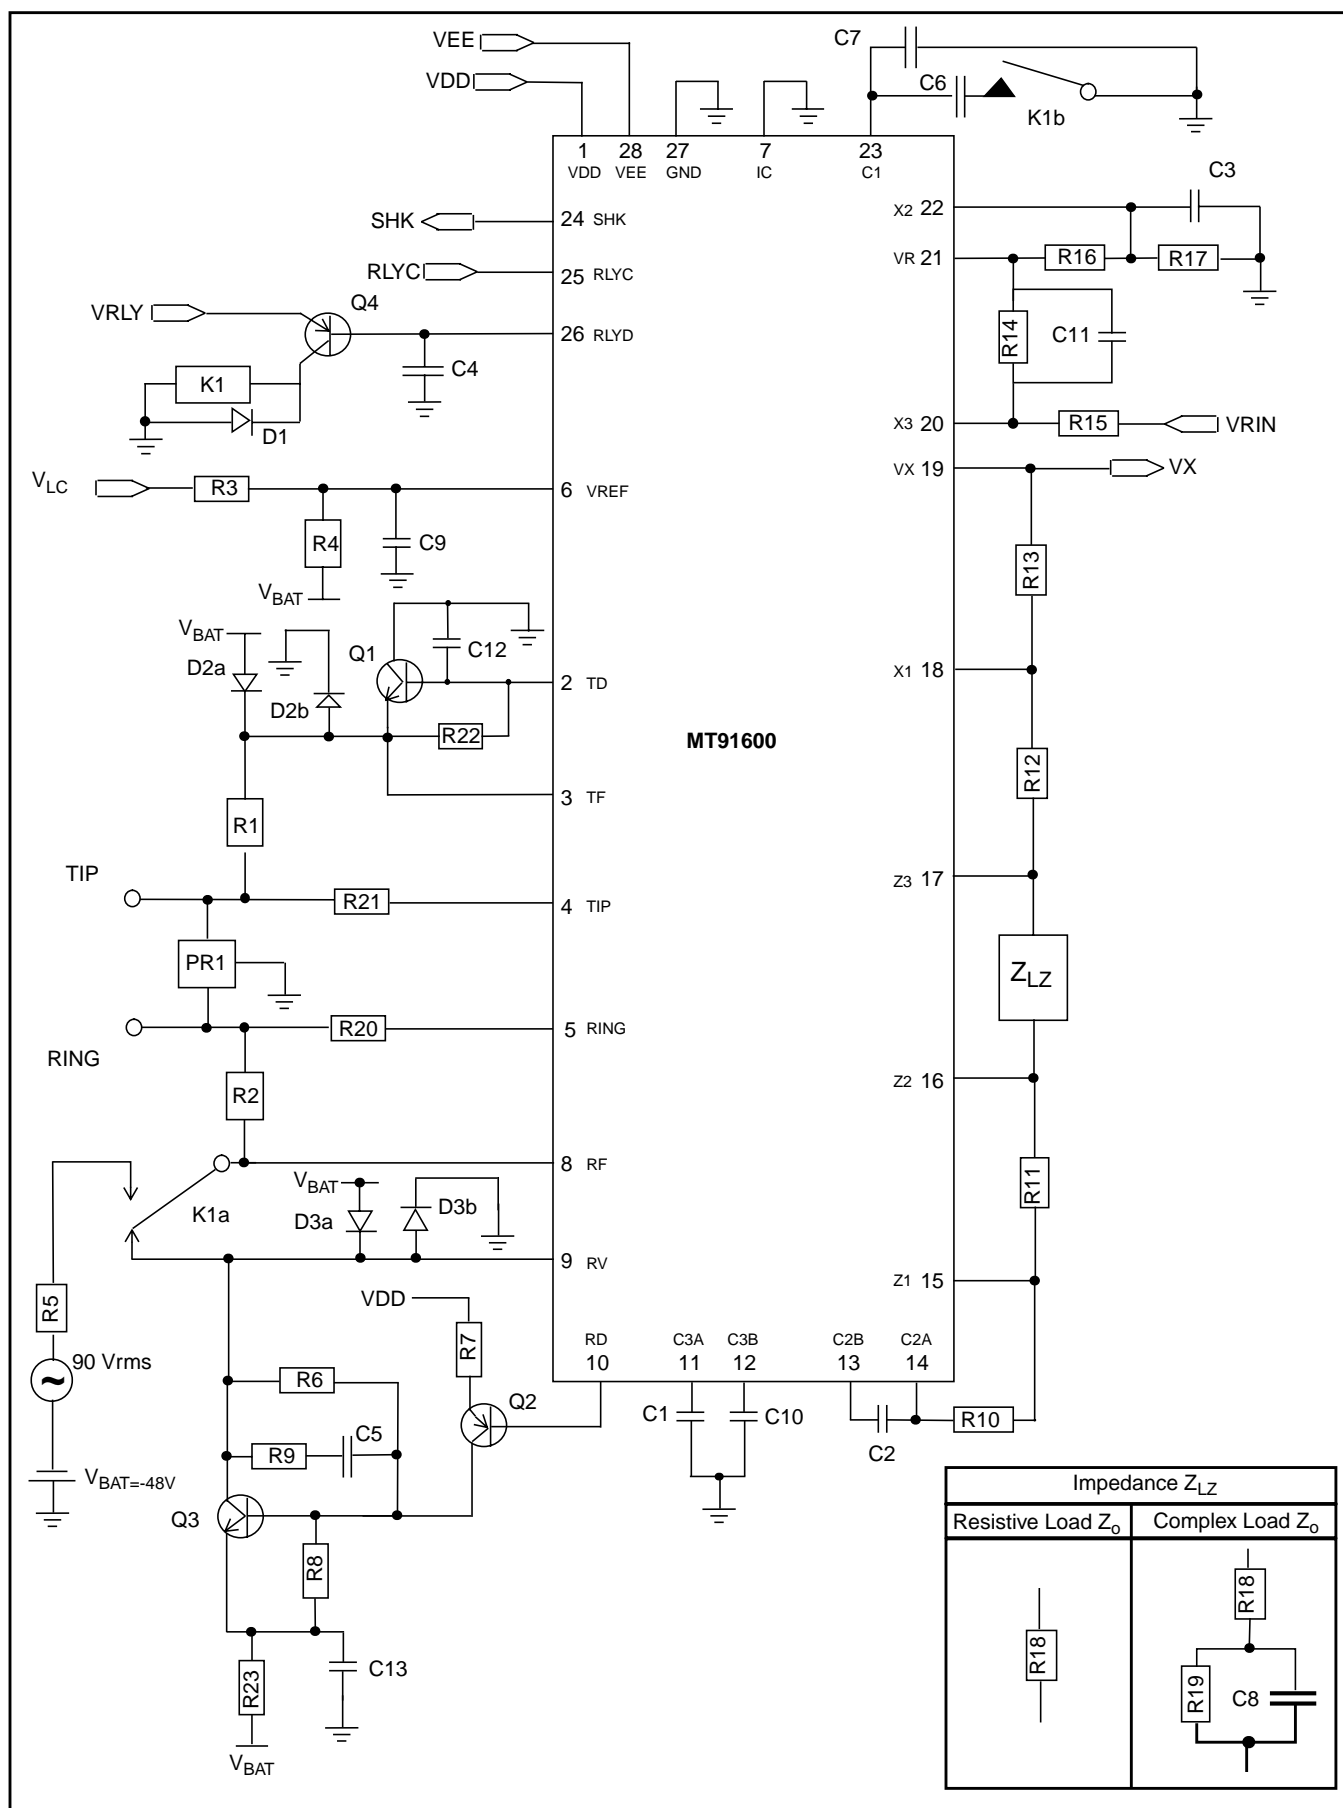 VEE
VDD
C7
C6
K1b
1 28 27 7 23
VDD VEE GND IC C1
C3
SHK
24 SHK
X2 22
RLYC
25 RLYC
VR 21
R16
R17
VRLY
Q4
26 RLYD
R14
C11
C4
K1
D1
X3 20
R15
VRIN
VX 19
VX
VLC
R3
6 VREF
R4
C9
VBAT
R13
VBAT
D2a
D2b
Q1
C12
2 TD
X1 18
R22
MT91600
R12
3 TF
R1
TIP
Z3 17
R21
4 TIP
PR1
ZLZ
R20
5 RING
RING
R2
Z2 16
8 RF
R11
VBAT
D3a
D3b
K1a
9 RV
Z1 15
VDD
R5
R7
RD C3A C3B C2B C2A
10 11 12 13 14
90 Vrms
R6
Q2
C1
C10
R10
C5
R9
C2
VBAT=-48V
Q3
R8
Impedance ZLZ
Resistive Load Zo
Complex Load Zo
R18
R18
R19
C8
R23
C13
VBAT